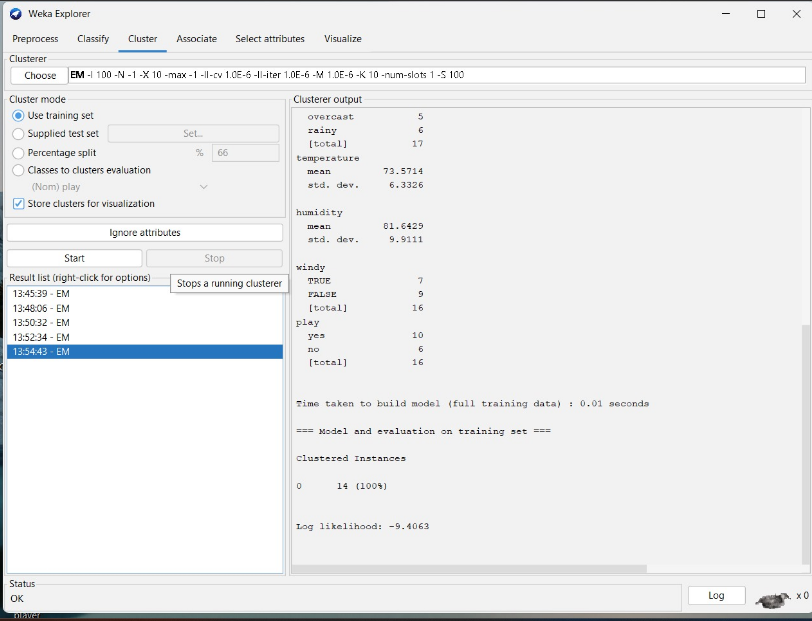 Weka Explorer
Preprocess Classify Cluster Associate Select attributes Visualize
Clusterer
Choose EM -I 100 -N -1 -X 10 -max -1 -ll-cv 1.0E-6 -ll-iter 1.0E-6 -M 1.0E-6 -K 10 -num-slots 1 -S 100
Cluster mode
Use training set
Supplied test set Set...
Percentage split % 66
Classes to clusters evaluation
(Nom) play
Store clusters for visualization
Ignore attributes
Start Stop
Result list (right-click for options)
Stops a running clusterer
13:45:39 - EM
13:48:06 - EM
13:50:32 - EM
13:52:34 - EM
13:54:43 - EM
Clusterer output
overcast 5
rainy 6
[total] 17
temperature
mean 73.5714
std. dev. 6.3326
humidity
mean 81.6429
std. dev. 9.9111
windy
TRUE 7
FALSE 9
[total] 16
play
yes 10
no 6
[total] 16
Time taken to build model (full training data) : 0.01 seconds
=== Model and evaluation on training set ===
Clustered Instances
0 14 (100%)
Log likelihood: -9.4063
Status
OK
Log x 0
player